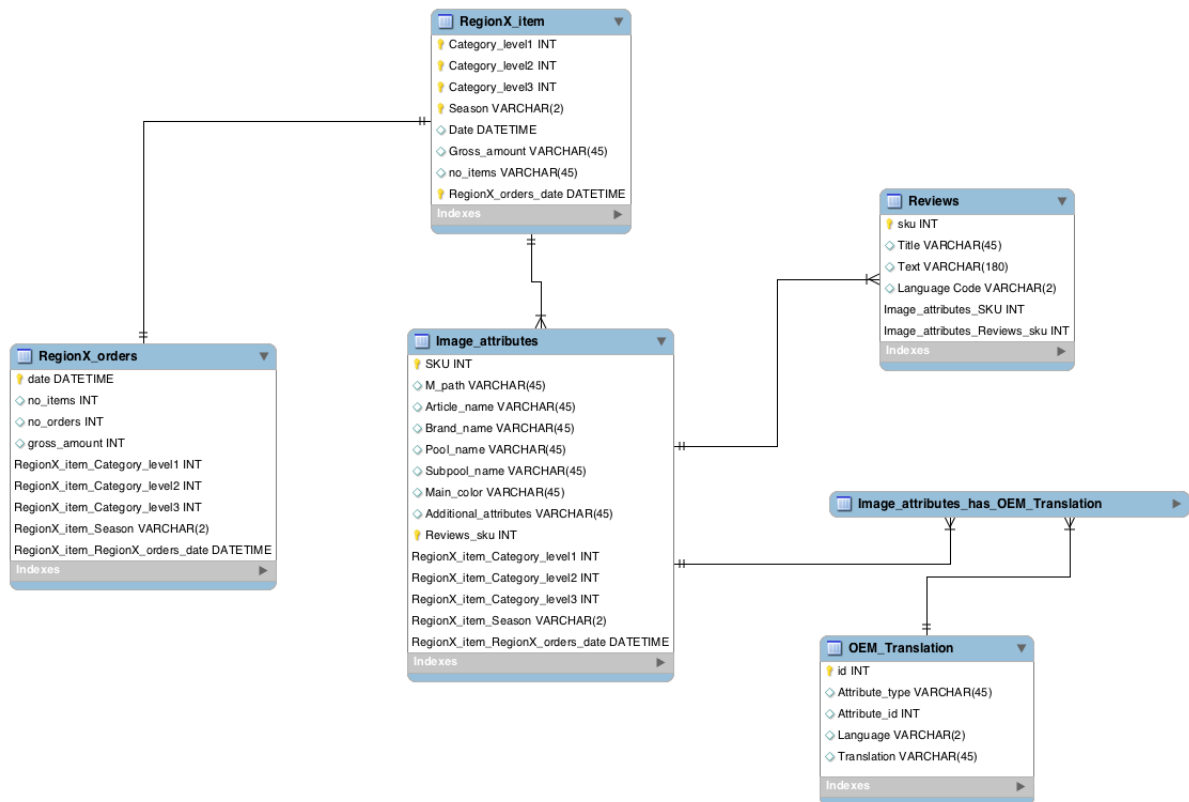 RegionX_item
Category_level1 INT
Category_level2 INT
Category_level3 INT
Season VARCHAR(2)
Date DATETIME
Gross_amount VARCHAR(45)
no_items VARCHAR(45)
RegionX_orders_date DATETIME
Indexes
Reviews
sku INT
Title VARCHAR(45)
Text VARCHAR(180)
Language Code VARCHAR(2)
Image_attributes_SKU INT
Image_attributes_Reviews_sku INT
Indexes
RegionX_orders
date DATETIME
no_items INT
no_orders INT
gross_amount INT
RegionX_item_Category_level1 INT
RegionX_item_Category_level2 INT
RegionX_item_Category_level3 INT
RegionX_item_Season VARCHAR(2)
RegionX_item_RegionX_orders_date DATETIME
Indexes
Image_attributes
SKU INT
M_path VARCHAR(45)
Article_name VARCHAR(45)
Brand_name VARCHAR(45)
Pool_name VARCHAR(45)
Subpool_name VARCHAR(45)
Main_color VARCHAR(45)
Additional_attributes VARCHAR(45)
Reviews_sku INT
RegionX_item_Category_level1 INT
RegionX_item_Category_level2 INT
RegionX_item_Category_level3 INT
RegionX_item_Season VARCHAR(2)
RegionX_item_RegionX_orders_date DATETIME
Indexes
Image_attributes_has_OEM_Translation
OEM_Translation
id INT
Attribute_type VARCHAR(45)
Attribute_id INT
Language VARCHAR(2)
Translation VARCHAR(45)
Indexes